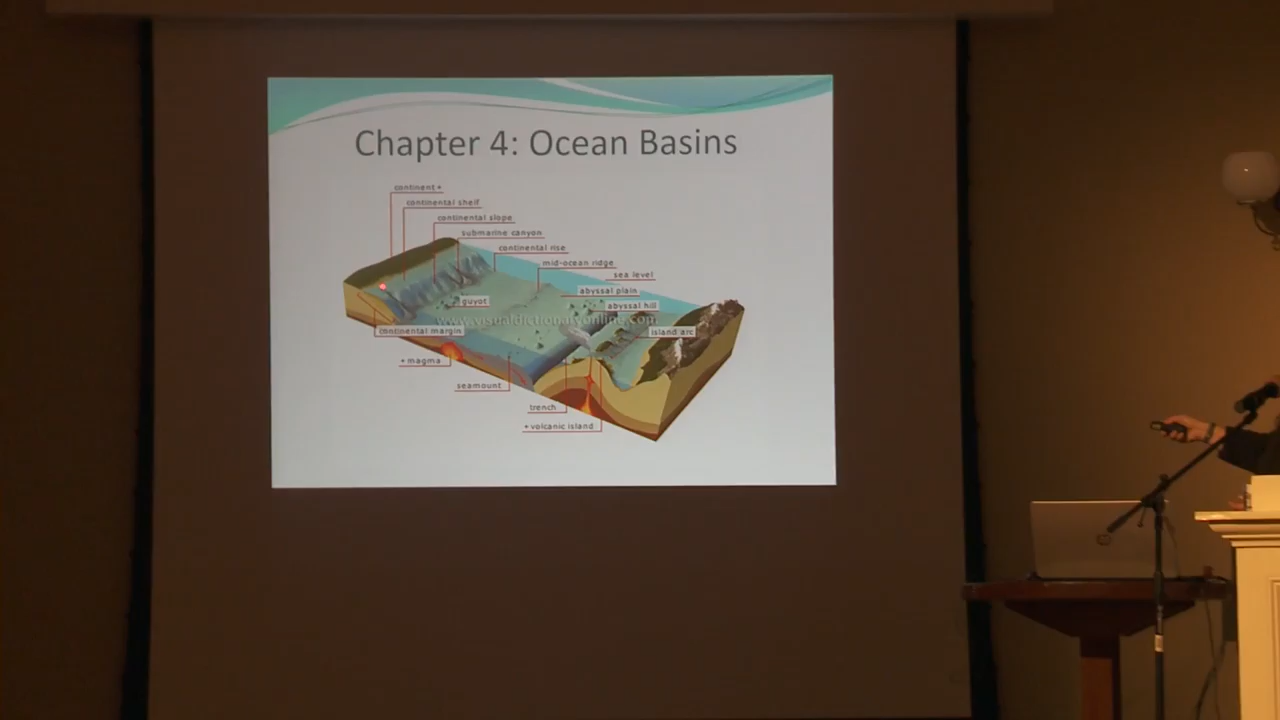 Chapter 4: Ocean Basins
continent +
continental shelf
continental slope
submarine canyon
continental rise
mid-ocean ridge
sea level
abyssal plain
guyot
abyssal hill
www.visualdictionaryonline.com
continental margin
island arc
+ magma
seamount
trench
+ volcanic island